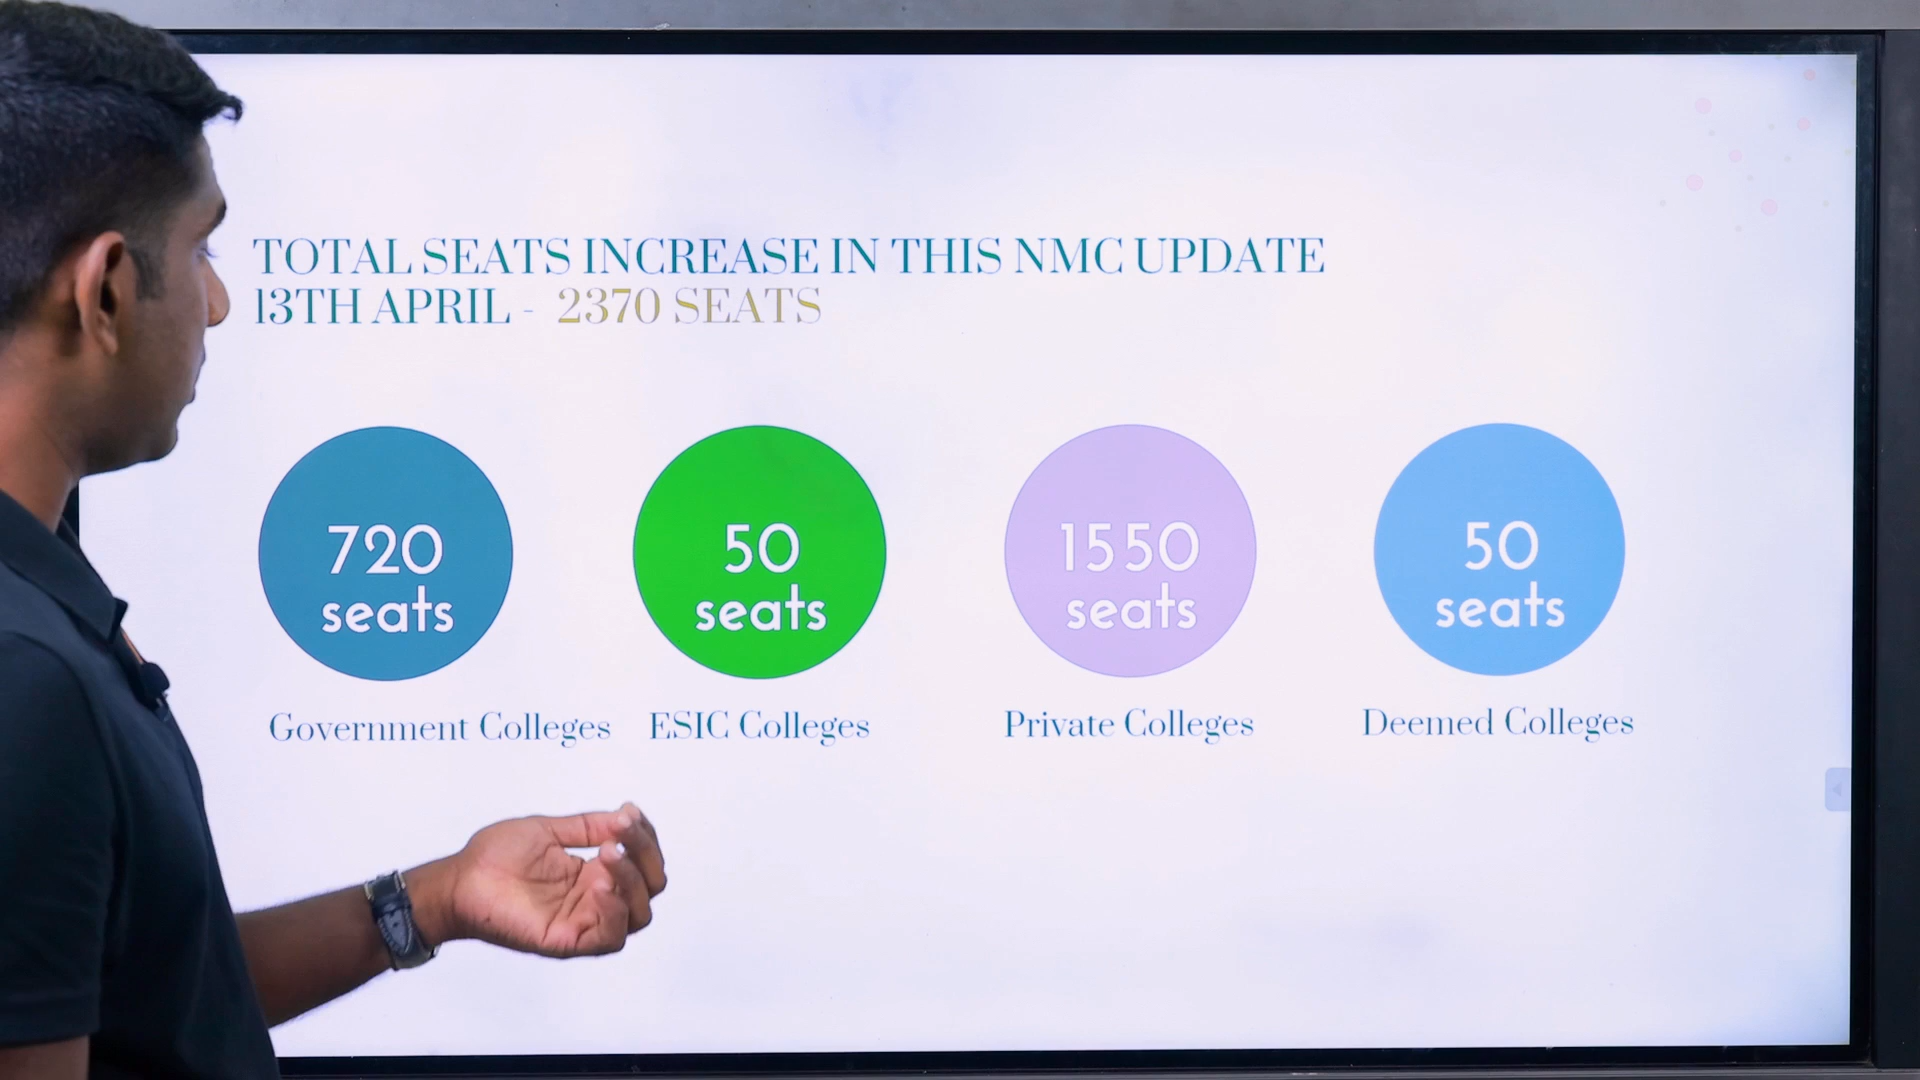 TOTAL SEATS INCREASE IN THIS NMC UPDATE
13TH APRIL - 2370 SEATS
720
seats
Government Colleges
50
seats
ESIC Colleges
1550
seats
Private Colleges
50
seats
Deemed Colleges